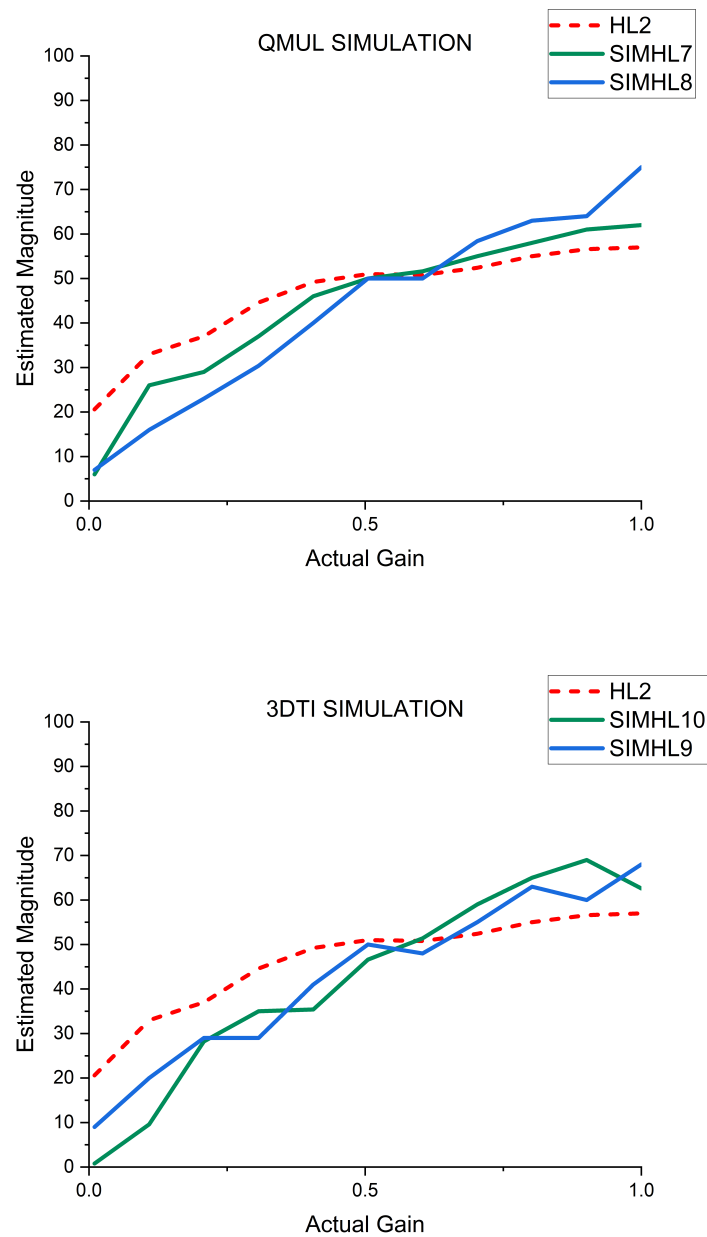 QMUL SIMULATION
HL2
SIMHL7
SIMHL8
100
90
80
70
60
50
40
30
20
10
0
Estimated Magnitude
0.0 0.5 1.0
Actual Gain
3DTI SIMULATION
HL2
SIMHL10
SIMHL9
100
90
80
70
60
50
40
30
20
10
0
Estimated Magnitude
0.0 0.5 1.0
Actual Gain